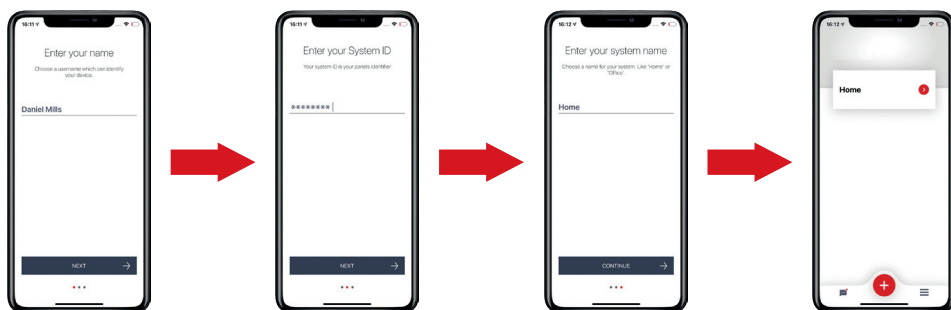 16:11
Enter your name
Choose a username which can identify
your device.
Daniel Mills
NEXT
16:11
Enter your System ID
Your system ID is your panels identifier
******** 
NEXT
16:12
Enter your system name
Choose a name for your system. Like 'Home' or
'Office'.
Home
CONTINUE
16:12
Home